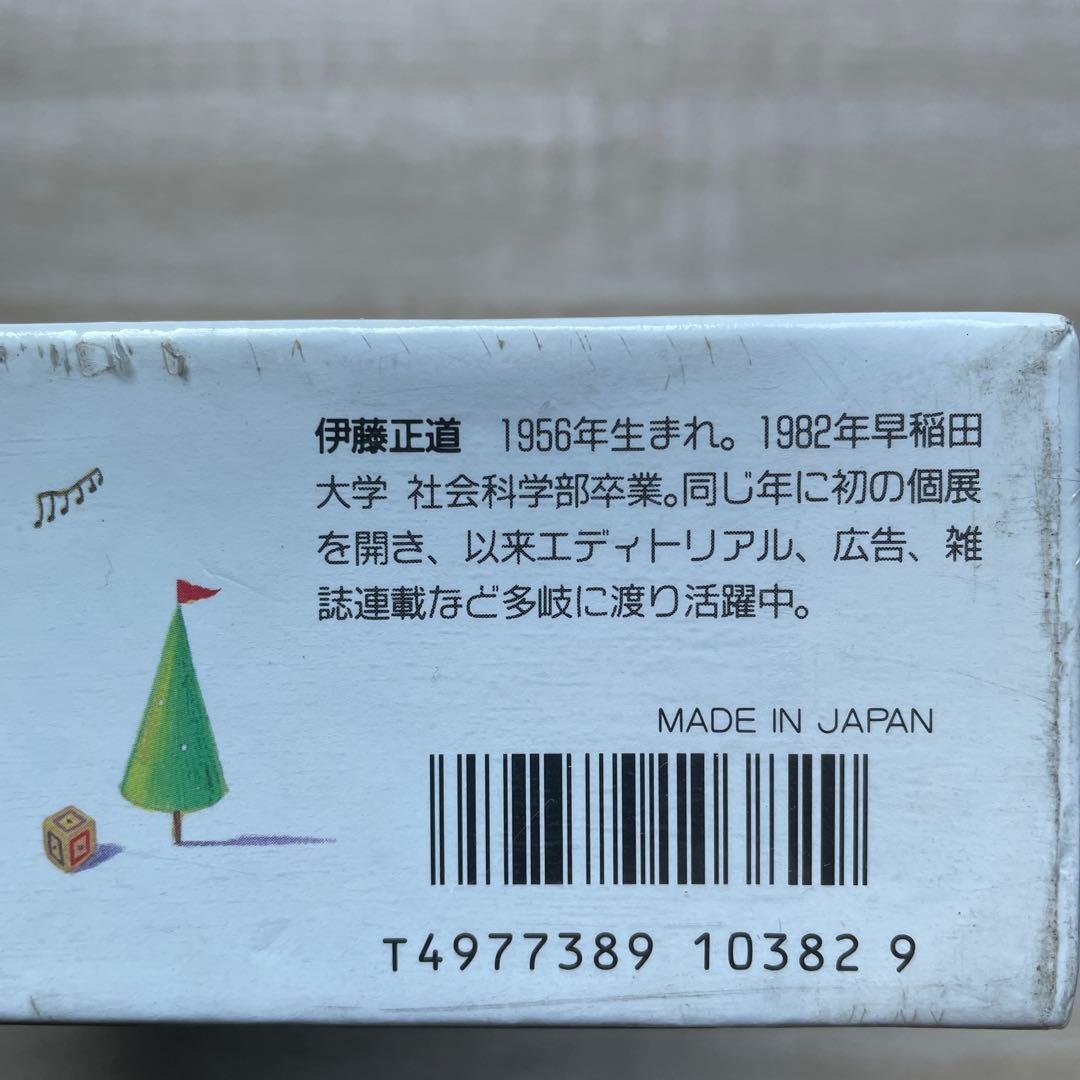 伊藤正道 1956年生まれ。1982年早稲田
大学 社会科学部卒業。同じ年に初の個展
を開き、以来エディトリアル、広告、雑
誌連載など多岐に渡り活躍中。
MADE IN JAPAN
T4977389 10382 9